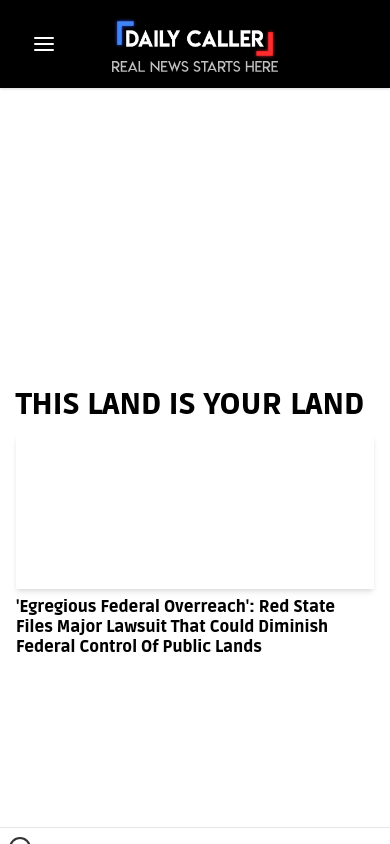 DAILY CALLER
REAL NEWS STARTS HERE
THIS LAND IS YOUR LAND
'Egregious Federal Overreach': Red State
Files Major Lawsuit That Could Diminish
Federal Control Of Public Lands